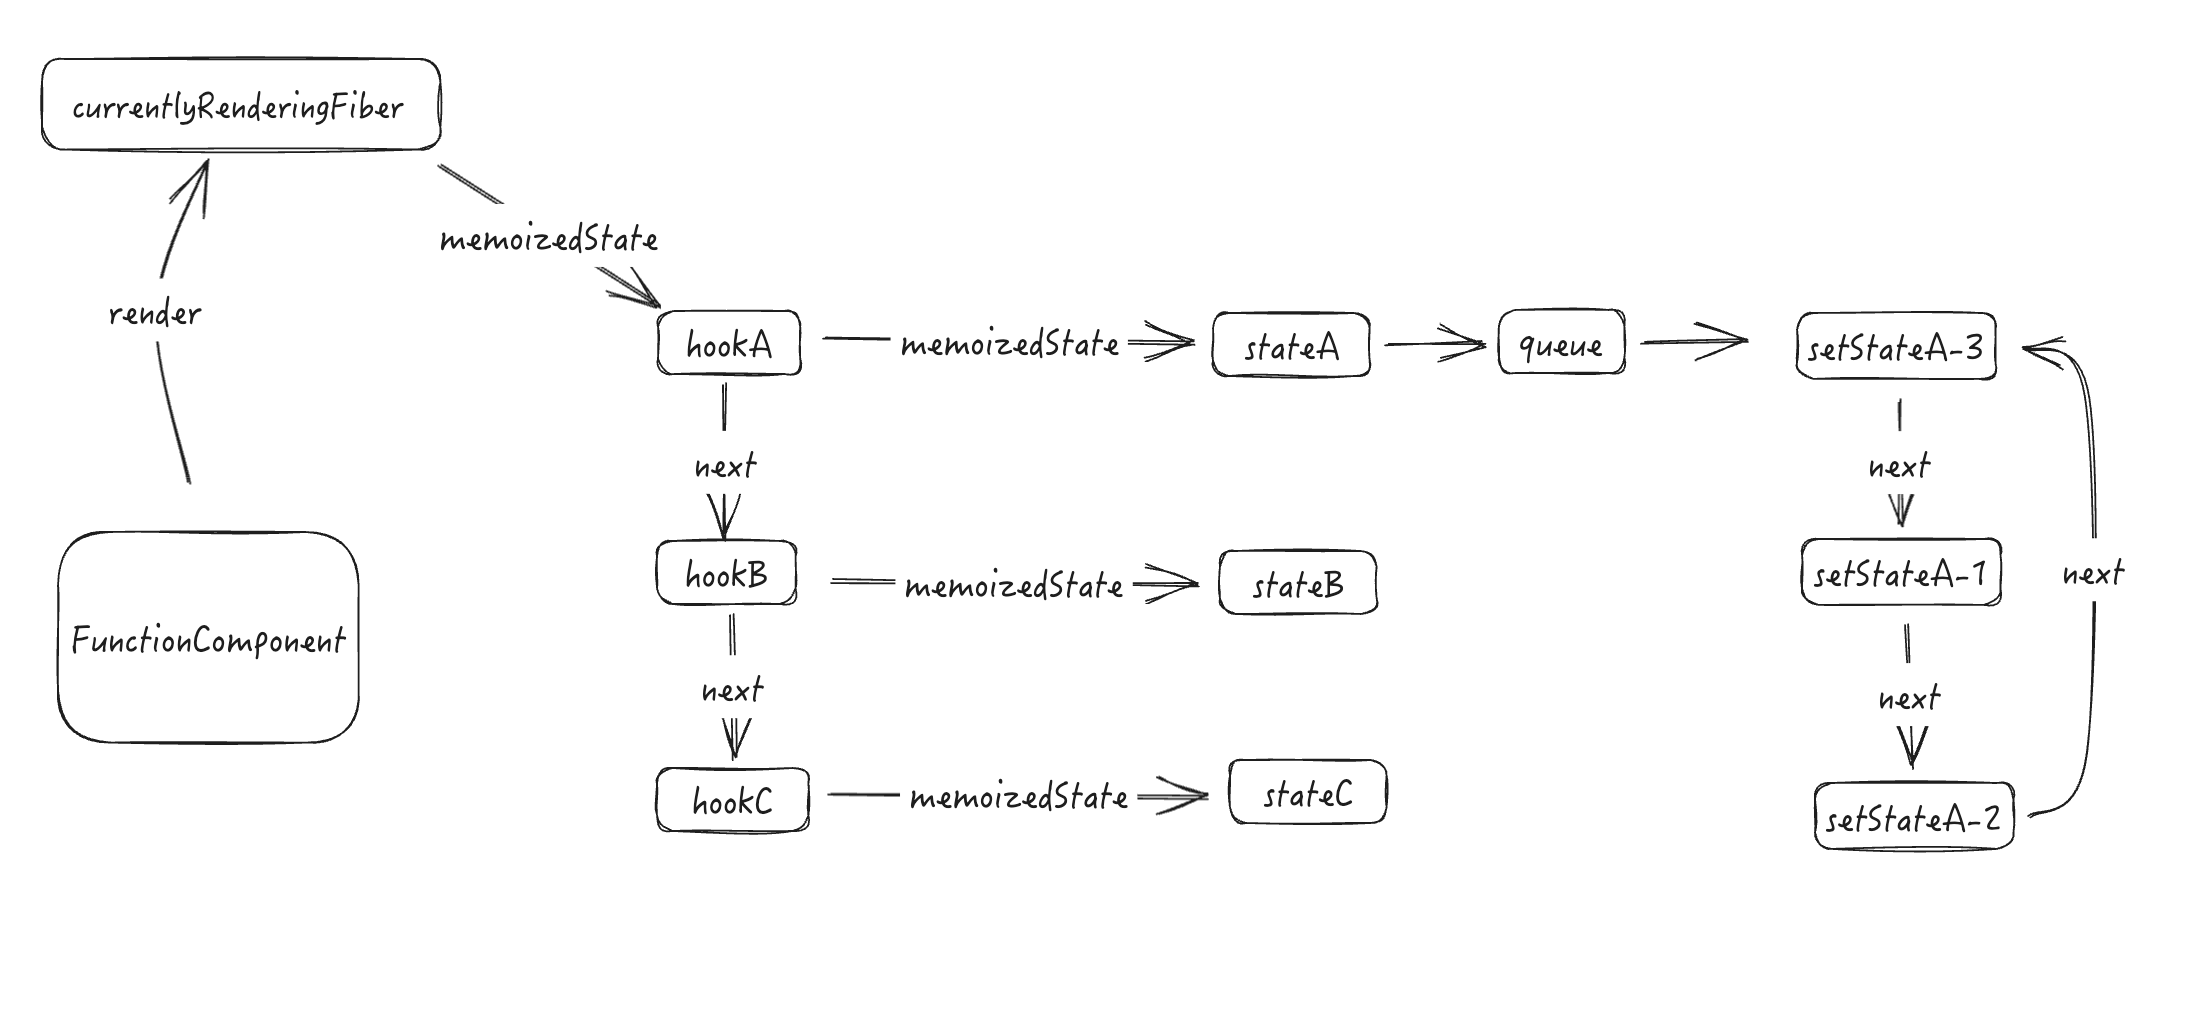 currentlyRenderingFiber
memoizedState
render
hookA
memoizedState
stateA
queue
setStateA-3
next
next
hookB
memoizedState
stateB
setStateA-1
next
FunctionComponent
next
next
hookC
memoizedState
stateC
setStateA-2